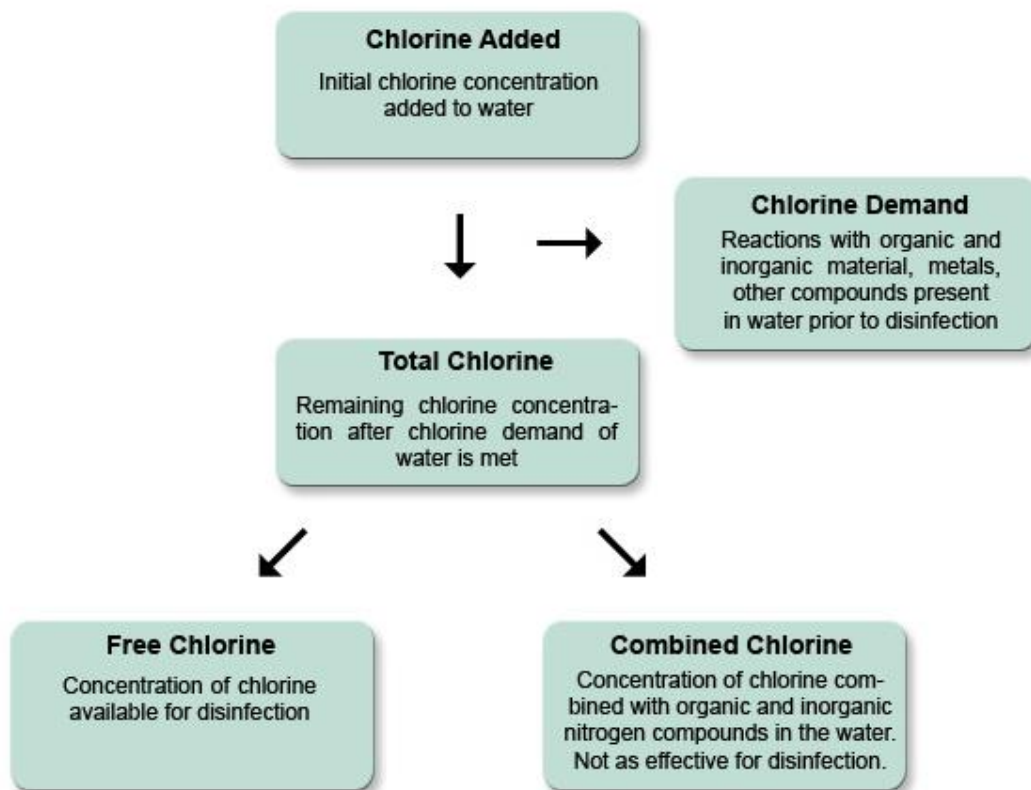 Chlorine Added
Initial chlorine concentration
added to water
Chlorine Demand
Reactions with organic and
inorganic material, metals,
other compounds present
in water prior to disinfection
Total Chlorine
Remaining chlorine concentra-
tion after chlorine demand of
water is met
Free Chlorine
Concentration of chlorine
available for disinfection
Combined Chlorine
Concentration of chlorine com-
bined with organic and inorganic
nitrogen compounds in the water.
Not as effective for disinfection.